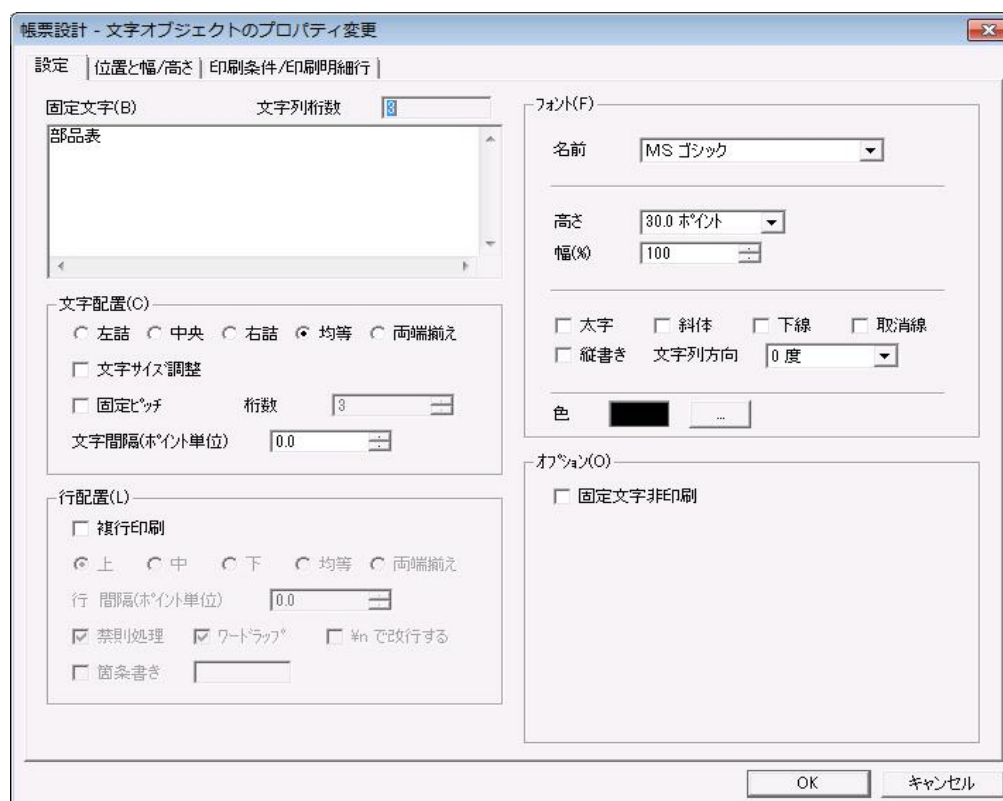 帳票設計 - 文字オブジェクトのプロパティ変更
設定 位置と幅/高さ 印刷条件/印刷明細行
固定文字(B) 文字列桁数 3
部品表
文字配置(C)
左詰 中央 右詰 均等 両端揃え
文字サイズ調整
固定ピッチ 桁数 3
文字間隔(ポイント単位) 0.0
行配置(L)
複行印刷
上 中 下 均等 両端揃え
行 間隔(ポイント単位) 0.0
禁則処理 ワードラップ ¥n で改行する
箇条書き
フォント(F)
名前 MS ゴシック
高さ 30.0 ポイント
幅(%) 100
太字 斜体 下線 取消線
縦書き 文字列方向 0 度
色 ...
オプション(O)
固定文字非印刷
OK キャンセル